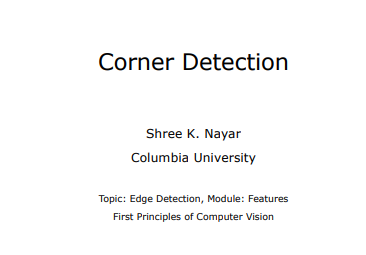 Corner Detection
Shree K. Nayar
Columbia University
Topic: Edge Detection, Module: Features
First Principles of Computer Vision